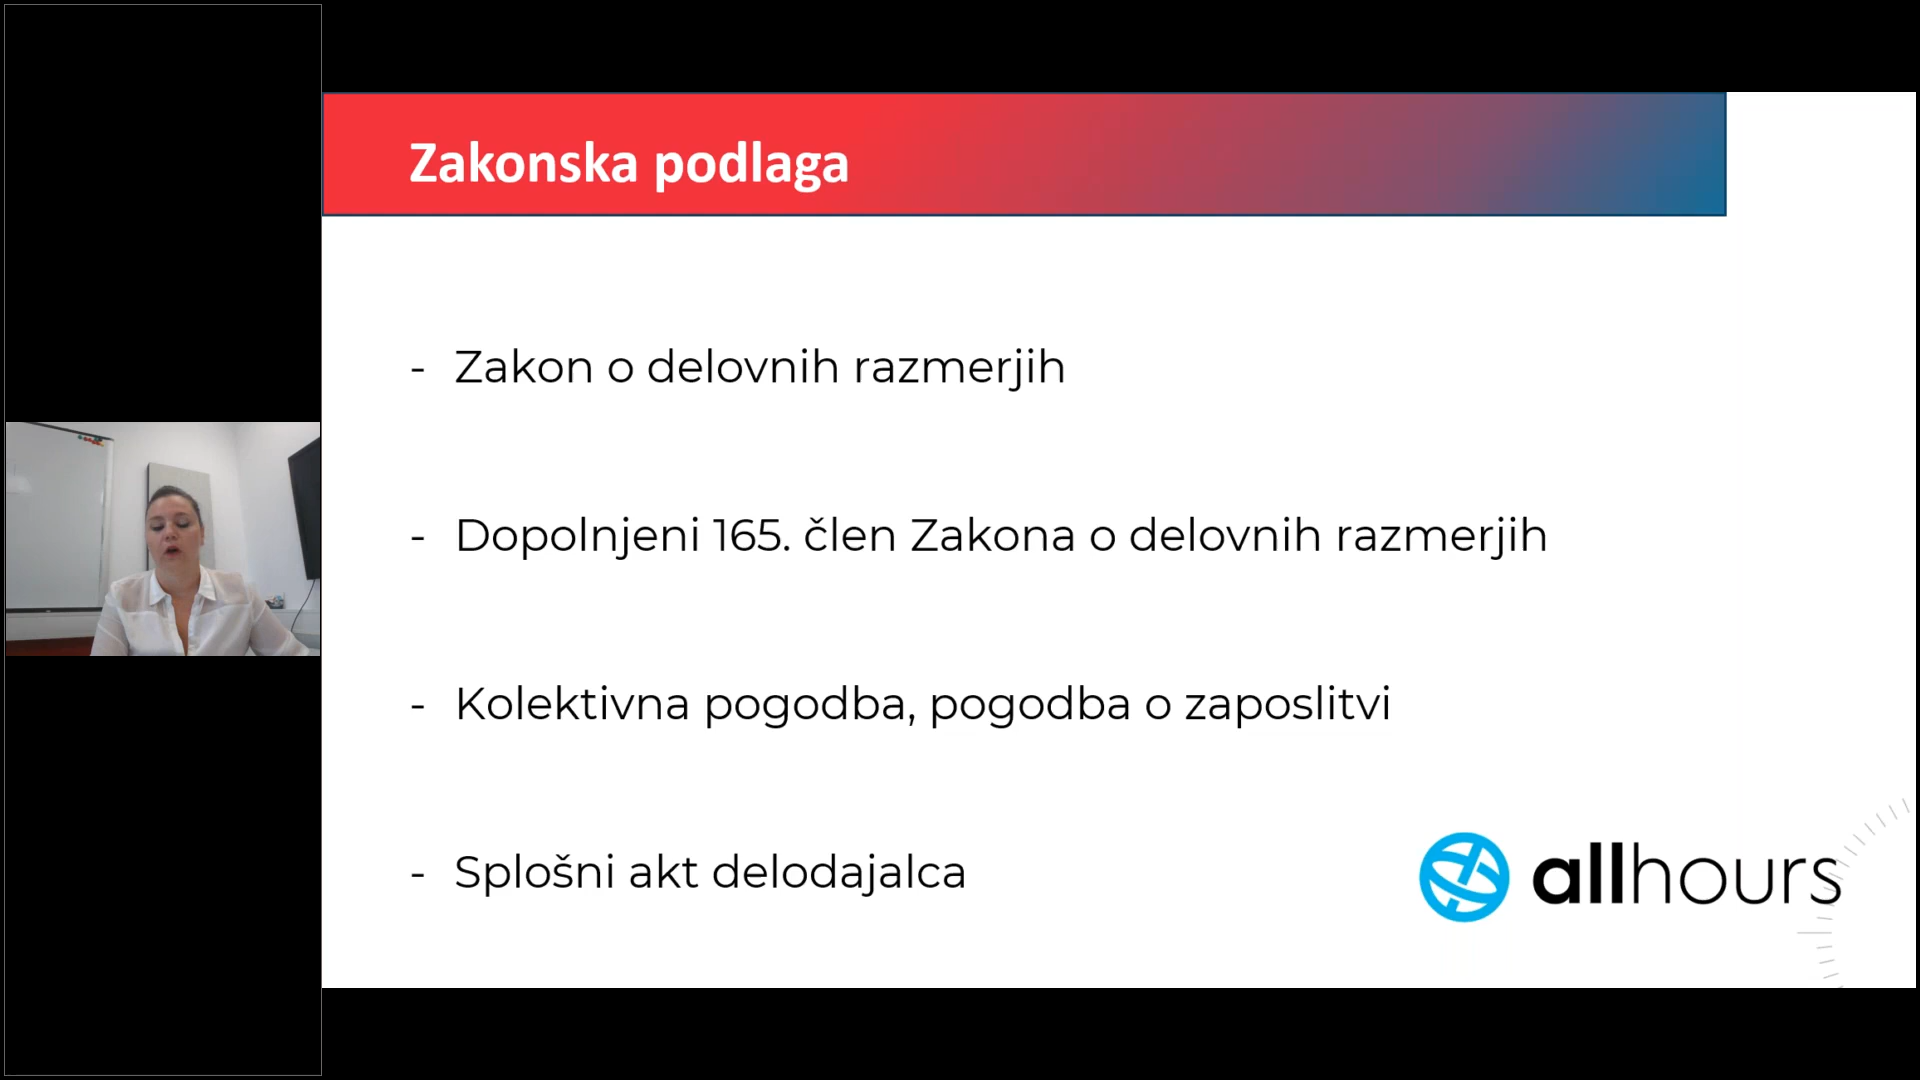 Zakonska podlaga
- Zakon o delovnih razmerjih
- Dopolnjeni 165. člen Zakona o delovnih razmerjih
- Kolektivna pogodba, pogodba o zaposlitvi
- Splošni akt delodajalca
allhours